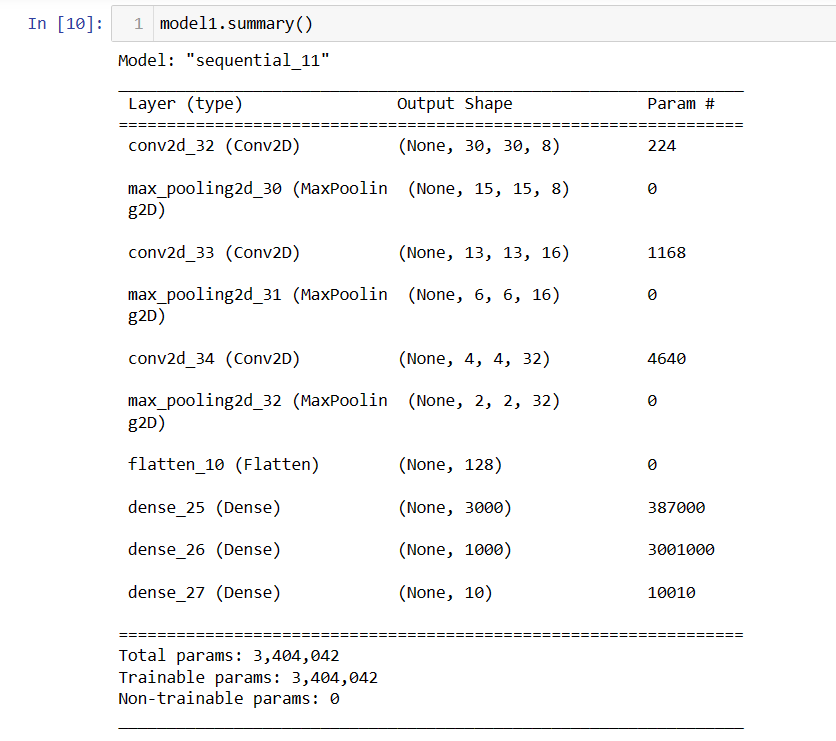 In [10]: 1 model1.summary()
Model: "sequential_11"
Layer (type) Output Shape Param #
=================================================================
conv2d_32 (Conv2D) (None, 30, 30, 8) 224
max_pooling2d_30 (MaxPoolin (None, 15, 15, 8) 0
g2D)
conv2d_33 (Conv2D) (None, 13, 13, 16) 1168
max_pooling2d_31 (MaxPoolin (None, 6, 6, 16) 0
g2D)
conv2d_34 (Conv2D) (None, 4, 4, 32) 4640
max_pooling2d_32 (MaxPoolin (None, 2, 2, 32) 0
g2D)
flatten_10 (Flatten) (None, 128) 0
dense_25 (Dense) (None, 3000) 387000
dense_26 (Dense) (None, 1000) 3001000
dense_27 (Dense) (None, 10) 10010
=================================================================
Total params: 3,404,042
Trainable params: 3,404,042
Non-trainable params: 0